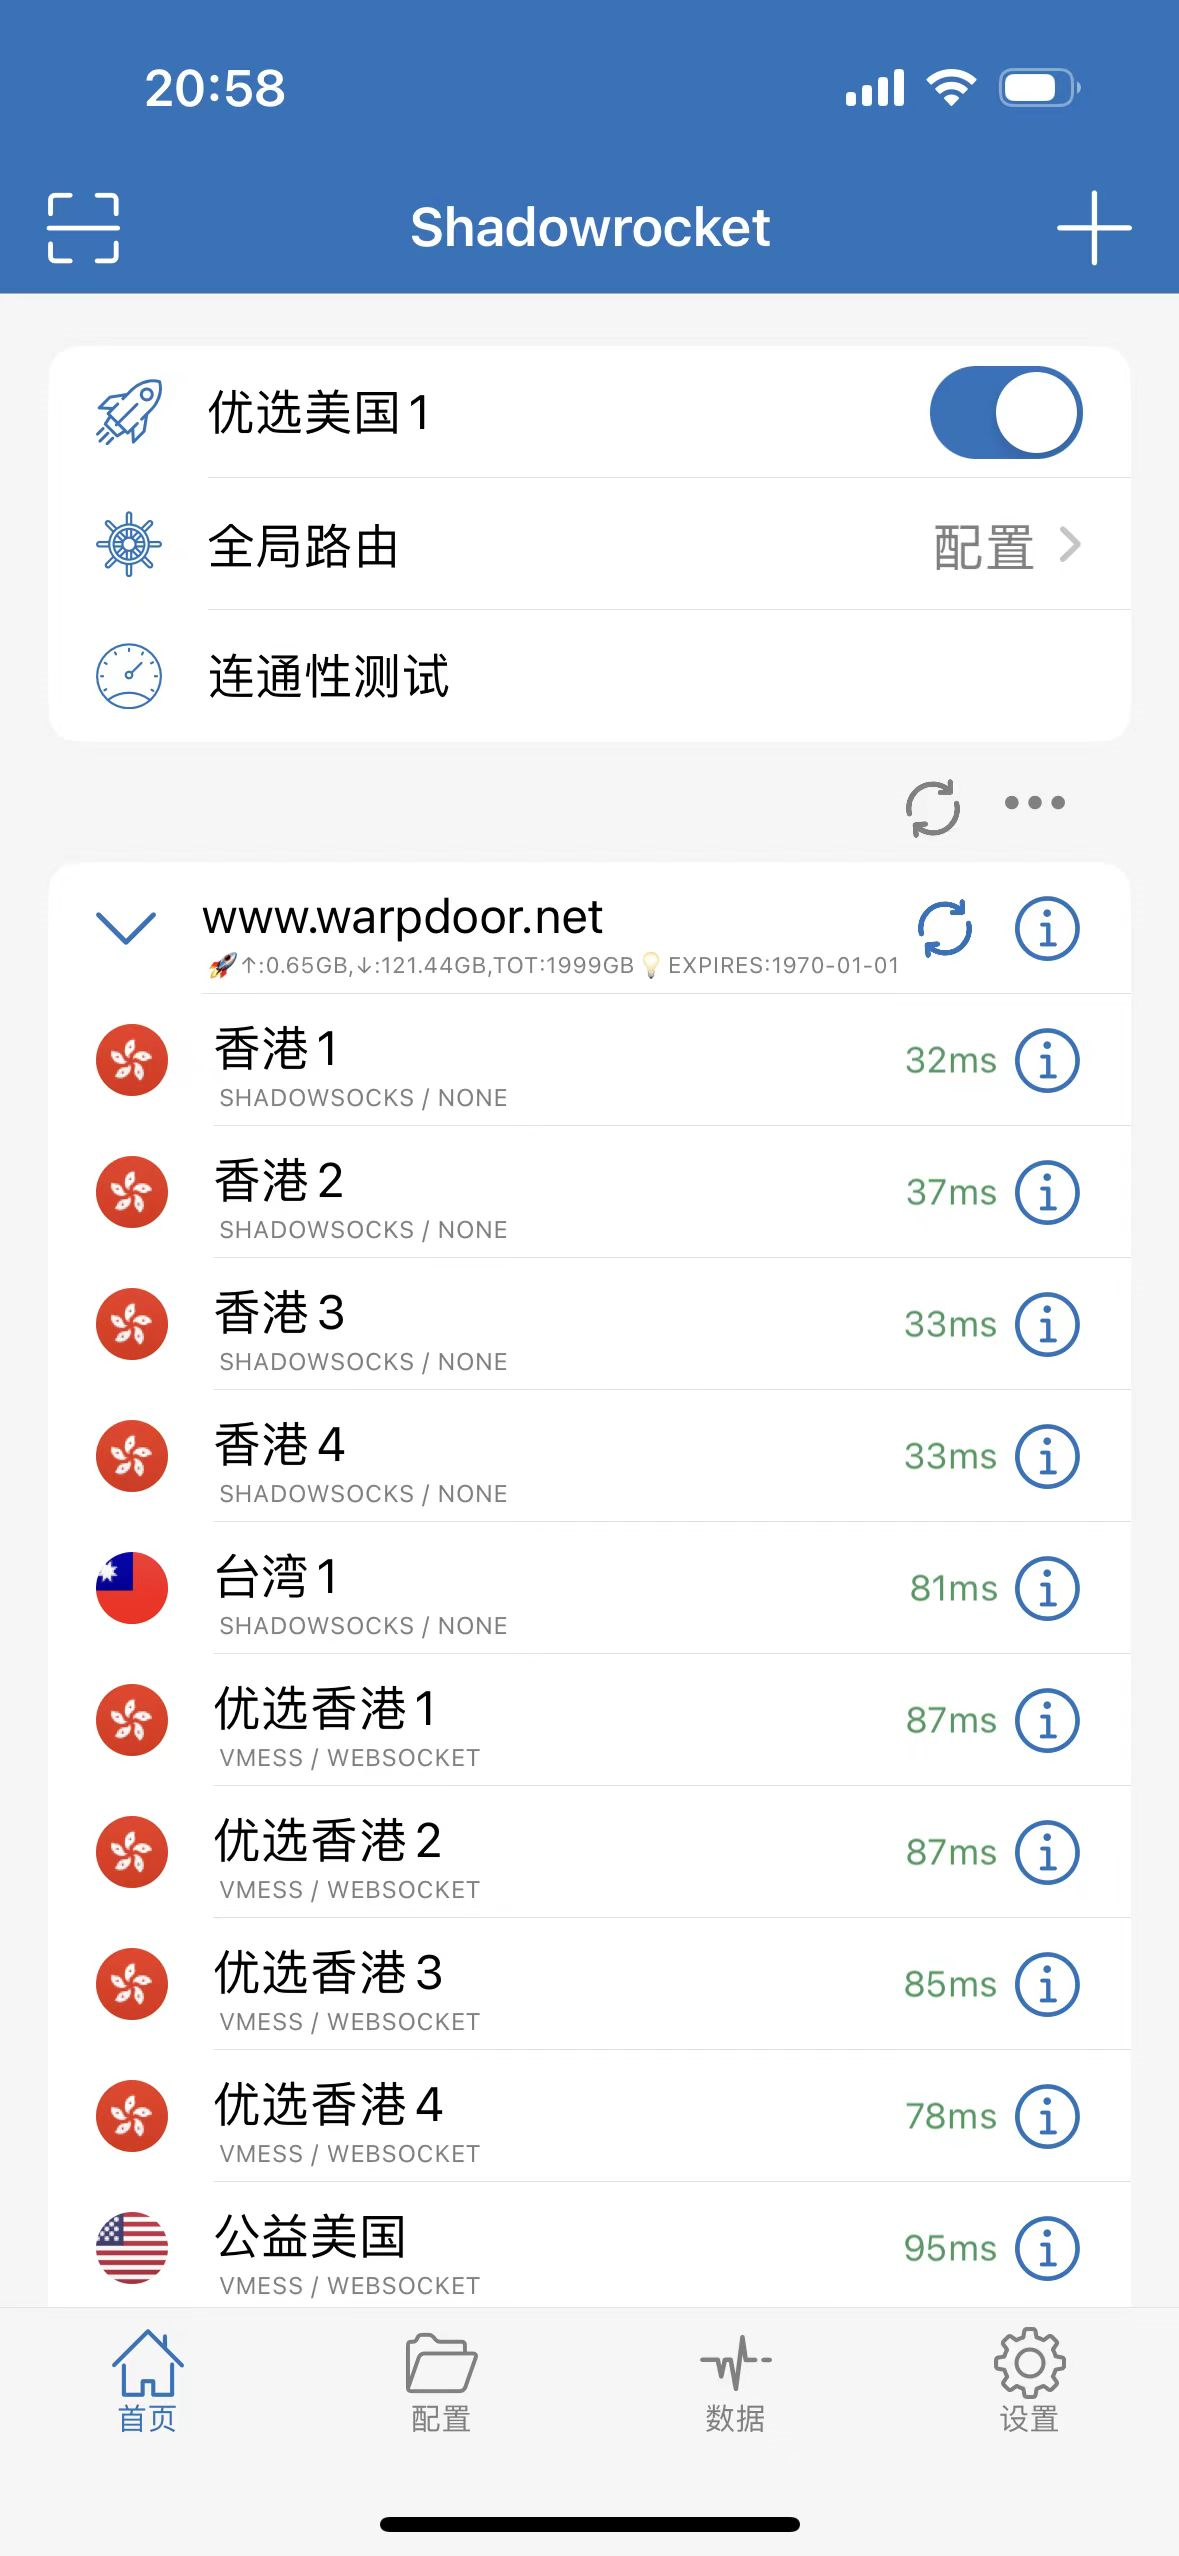 20:58
Shadowrocket
优选美国1
全局路由
配置
连通性测试
www.warpdoor.net
🚀↑:0.65GB,↓:121.44GB,TOT:1999GB💡EXPIRES:1970-01-01
香港1
32ms
SHADOWSOCKS / NONE
香港2
37ms
SHADOWSOCKS / NONE
香港3
33ms
SHADOWSOCKS / NONE
香港4
33ms
SHADOWSOCKS / NONE
台湾1
81ms
SHADOWSOCKS / NONE
优选香港1
87ms
VMESS / WEBSOCKET
优选香港2
87ms
VMESS / WEBSOCKET
优选香港3
85ms
VMESS / WEBSOCKET
优选香港4
78ms
VMESS / WEBSOCKET
公益美国
95ms
VMESS / WEBSOCKET
首页
配置
数据
设置